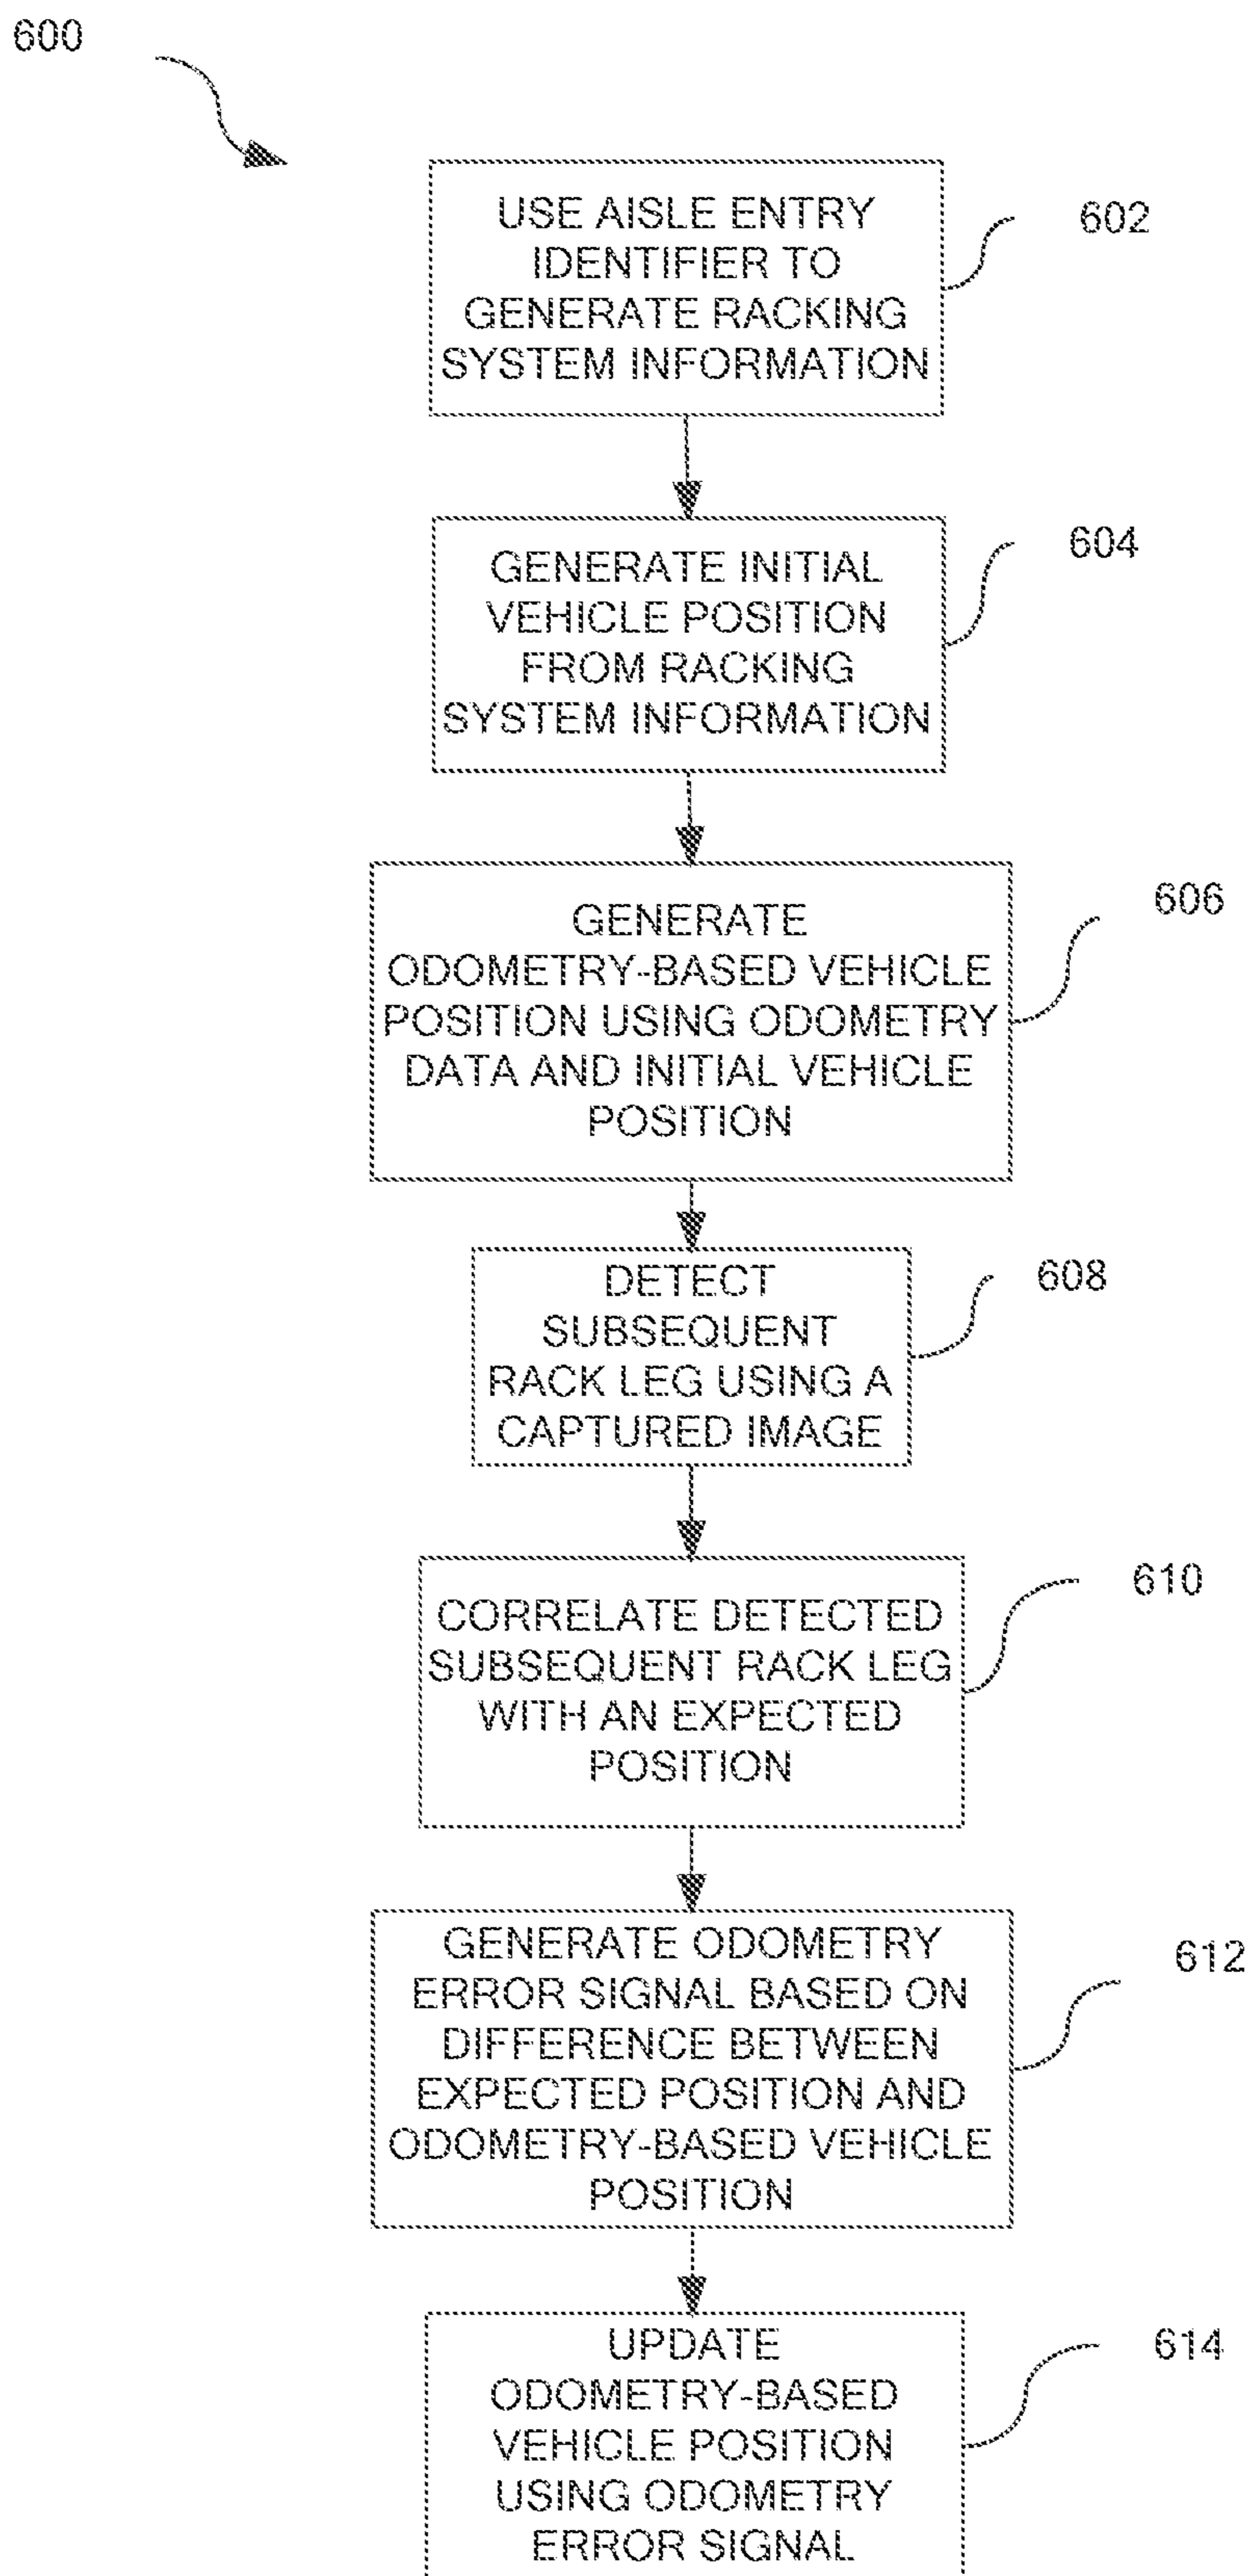 600
USE AISLE ENTRY
IDENTIFIER TO
GENERATE RACKING
SYSTEM INFORMATION
602
GENERATE INITIAL
VEHICLE POSITION
FROM RACKING
SYSTEM INFORMATION
604
GENERATE
ODOMETRY-BASED VEHICLE
POSITION USING ODOMETRY
DATA AND INITIAL VEHICLE
POSITION
606
DETECT
SUBSEQUENT
RACK LEG USING A
CAPTURED IMAGE
608
CORRELATE DETECTED
SUBSEQUENT RACK LEG
WITH AN EXPECTED
POSITION
610
GENERATE ODOMETRY
ERROR SIGNAL BASED ON
DIFFERENCE BETWEEN
EXPECTED POSITION AND
ODOMETRY-BASED VEHICLE
POSITION
612
UPDATE
ODOMETRY-BASED
VEHICLE POSITION
USING ODOMETRY
ERROR SIGNAL
614